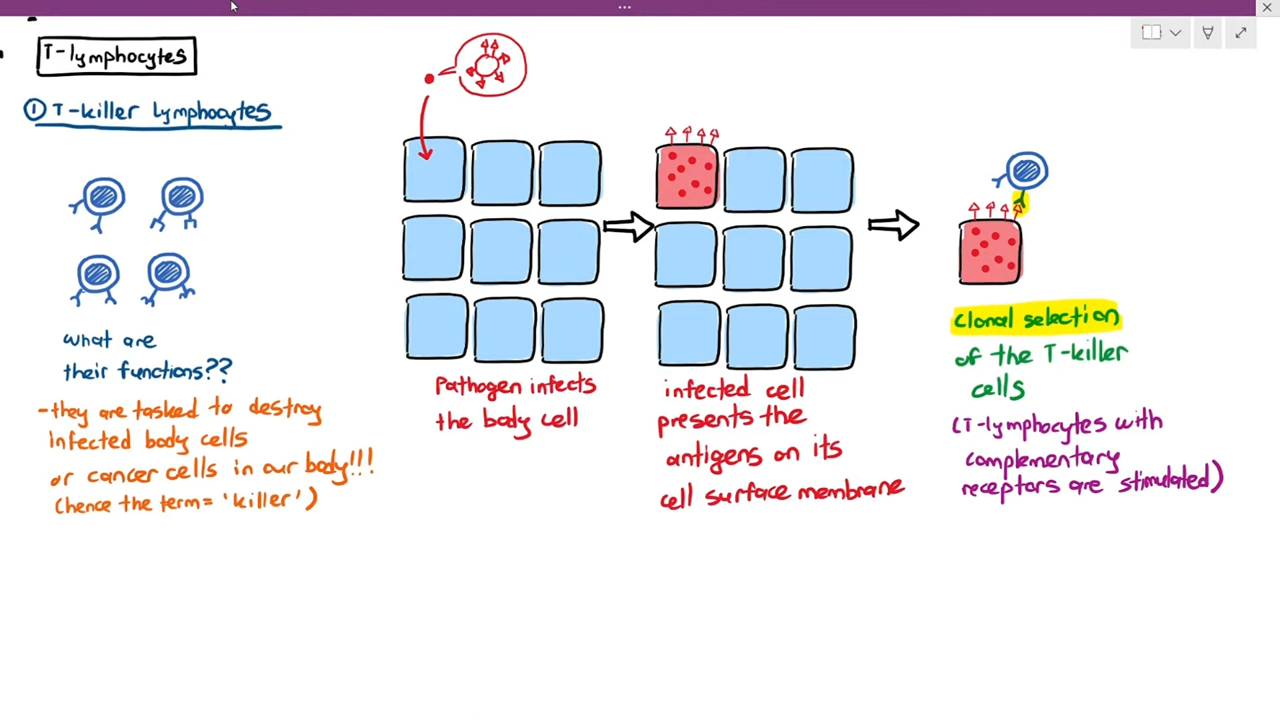 T-lymphocytes
① T-killer lymphocytes
what are
their functions??
-they are tasked to destroy
infected body cells
or cancer cells in our body!!!
(hence the term = 'killer')
Pathogen infects
the body cell
infected cell
presents the
antigens on its
cell surface membrane
clonal selection
of the T-killer
cells
(T-lymphocytes with
complementary
receptors are stimulated)